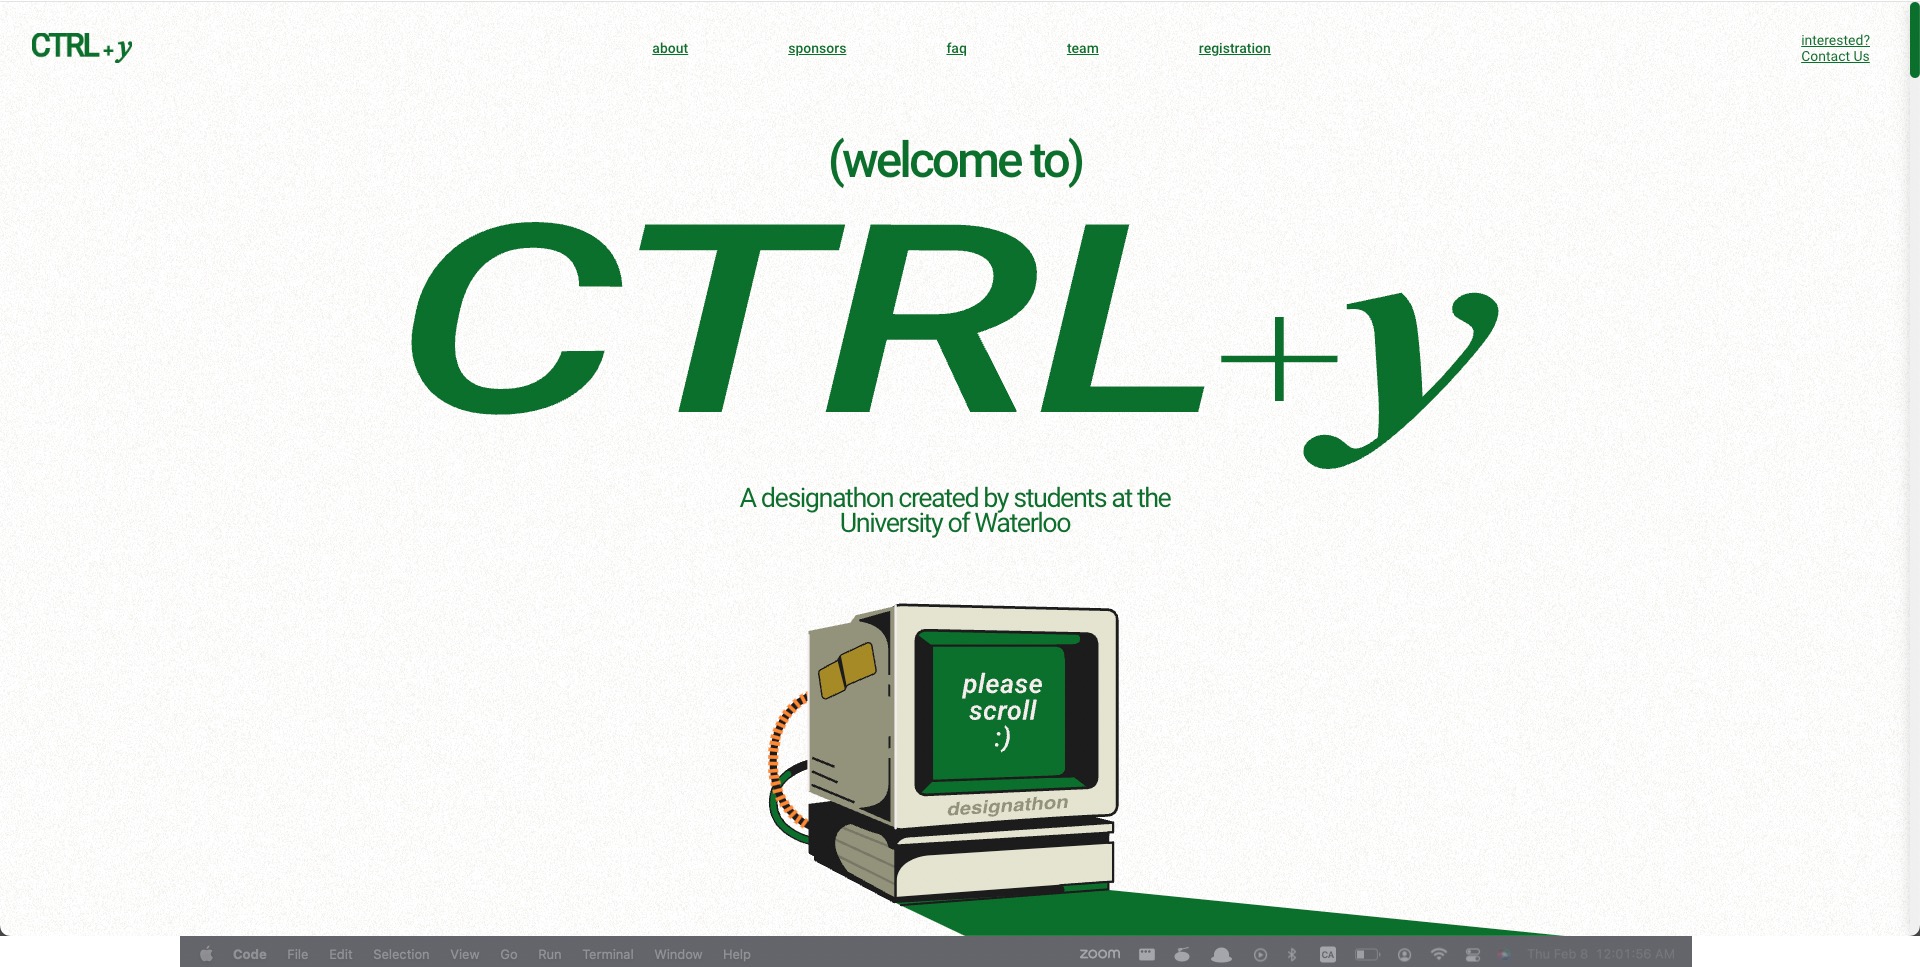 CTRL + y
about
sponsors
faq
team
registration
interested?
Contact Us
(welcome to)
CTRL+y
A designathon created by students at the
University of Waterloo
please
scroll
:)
designathon
Code File Edit Selection View Go Run Terminal Window Help
zoom
CA
Thu Feb 8 12:01:56 AM